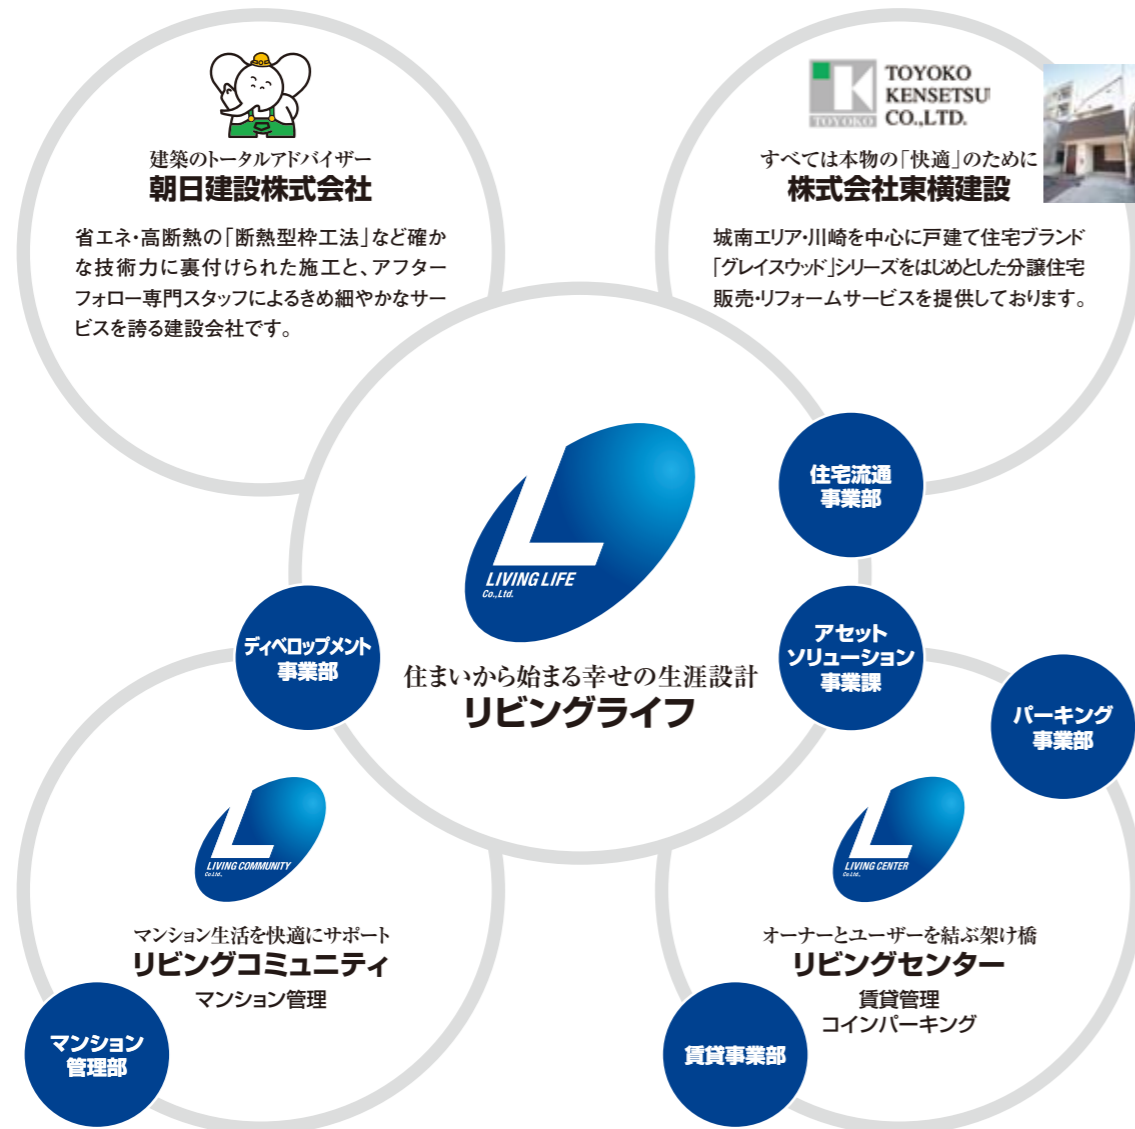 建築のトータルアドバイザー
朝日建設株式会社
省エネ・高断熱の「断熱型枠工法」など確か
な技術力に裏付けられた施工と、アフター
フォロー専門スタッフによるきめ細やかなサー
ビスを誇る建設会社です。
TOYOKO
TOYOKO
KENSETSU
CO.,LTD.
すべては本物の「快適」のために
株式会社東横建設
城南エリア・川崎を中心に戸建て住宅ブランド
「グレイスウッド」シリーズをはじめとした分譲住宅
販売・リフォームサービスを提供しております。
住宅流通
事業部
LIVING LIFE
Co.,Ltd.
住まいから始まる幸せの生涯設計
リビングライフ
ディベロップメント
事業部
アセット
ソリューション
事業課
パーキング
事業部
LIVING COMMUNITY
Co.Ltd.
マンション生活を快適にサポート
リビングコミュニティ
マンション管理
マンション
管理部
LIVING CENTER
Co.Ltd.
オーナーとユーザーを結ぶ架け橋
リビングセンター
賃貸管理
コインパーキング
賃貸事業部